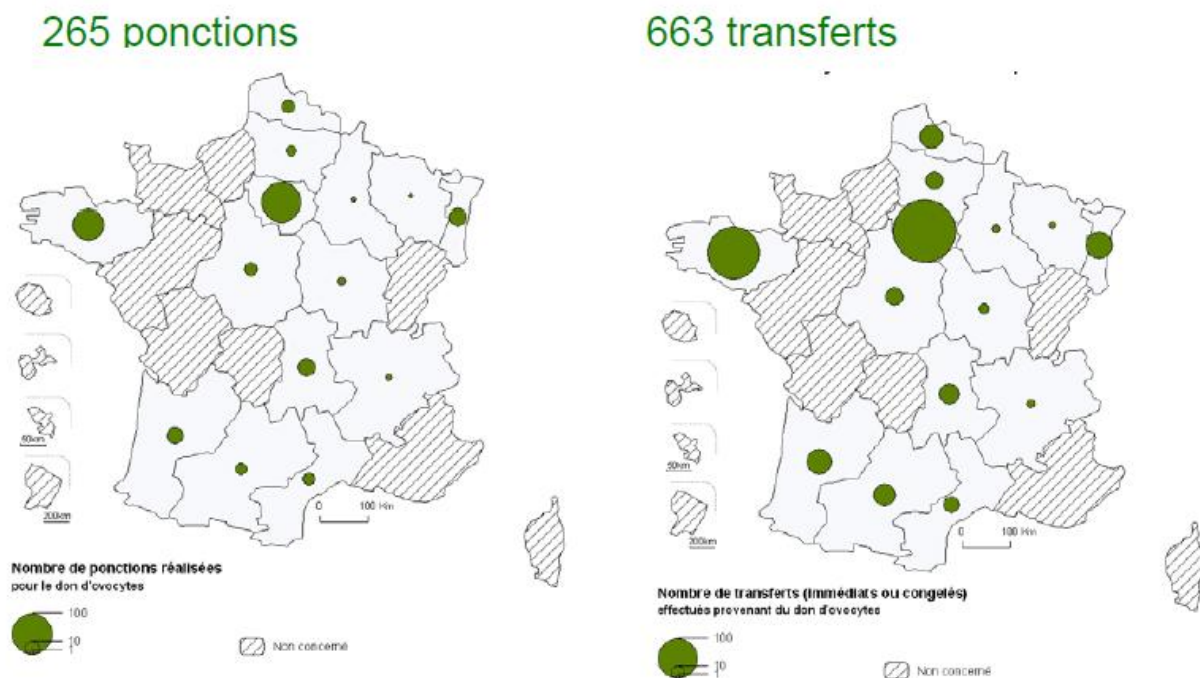 265 ponctions
663 transferts
50km
200km
0 100 Km
Nombre de ponctions réalisées
pour le don d'ovocytes
100
10
1
Non concerné
50km
200km
0 100 Km
Nombre de transferts (immédiats ou congelés)
effectués provenant du don d'ovocytes
100
10
1
Non concerné